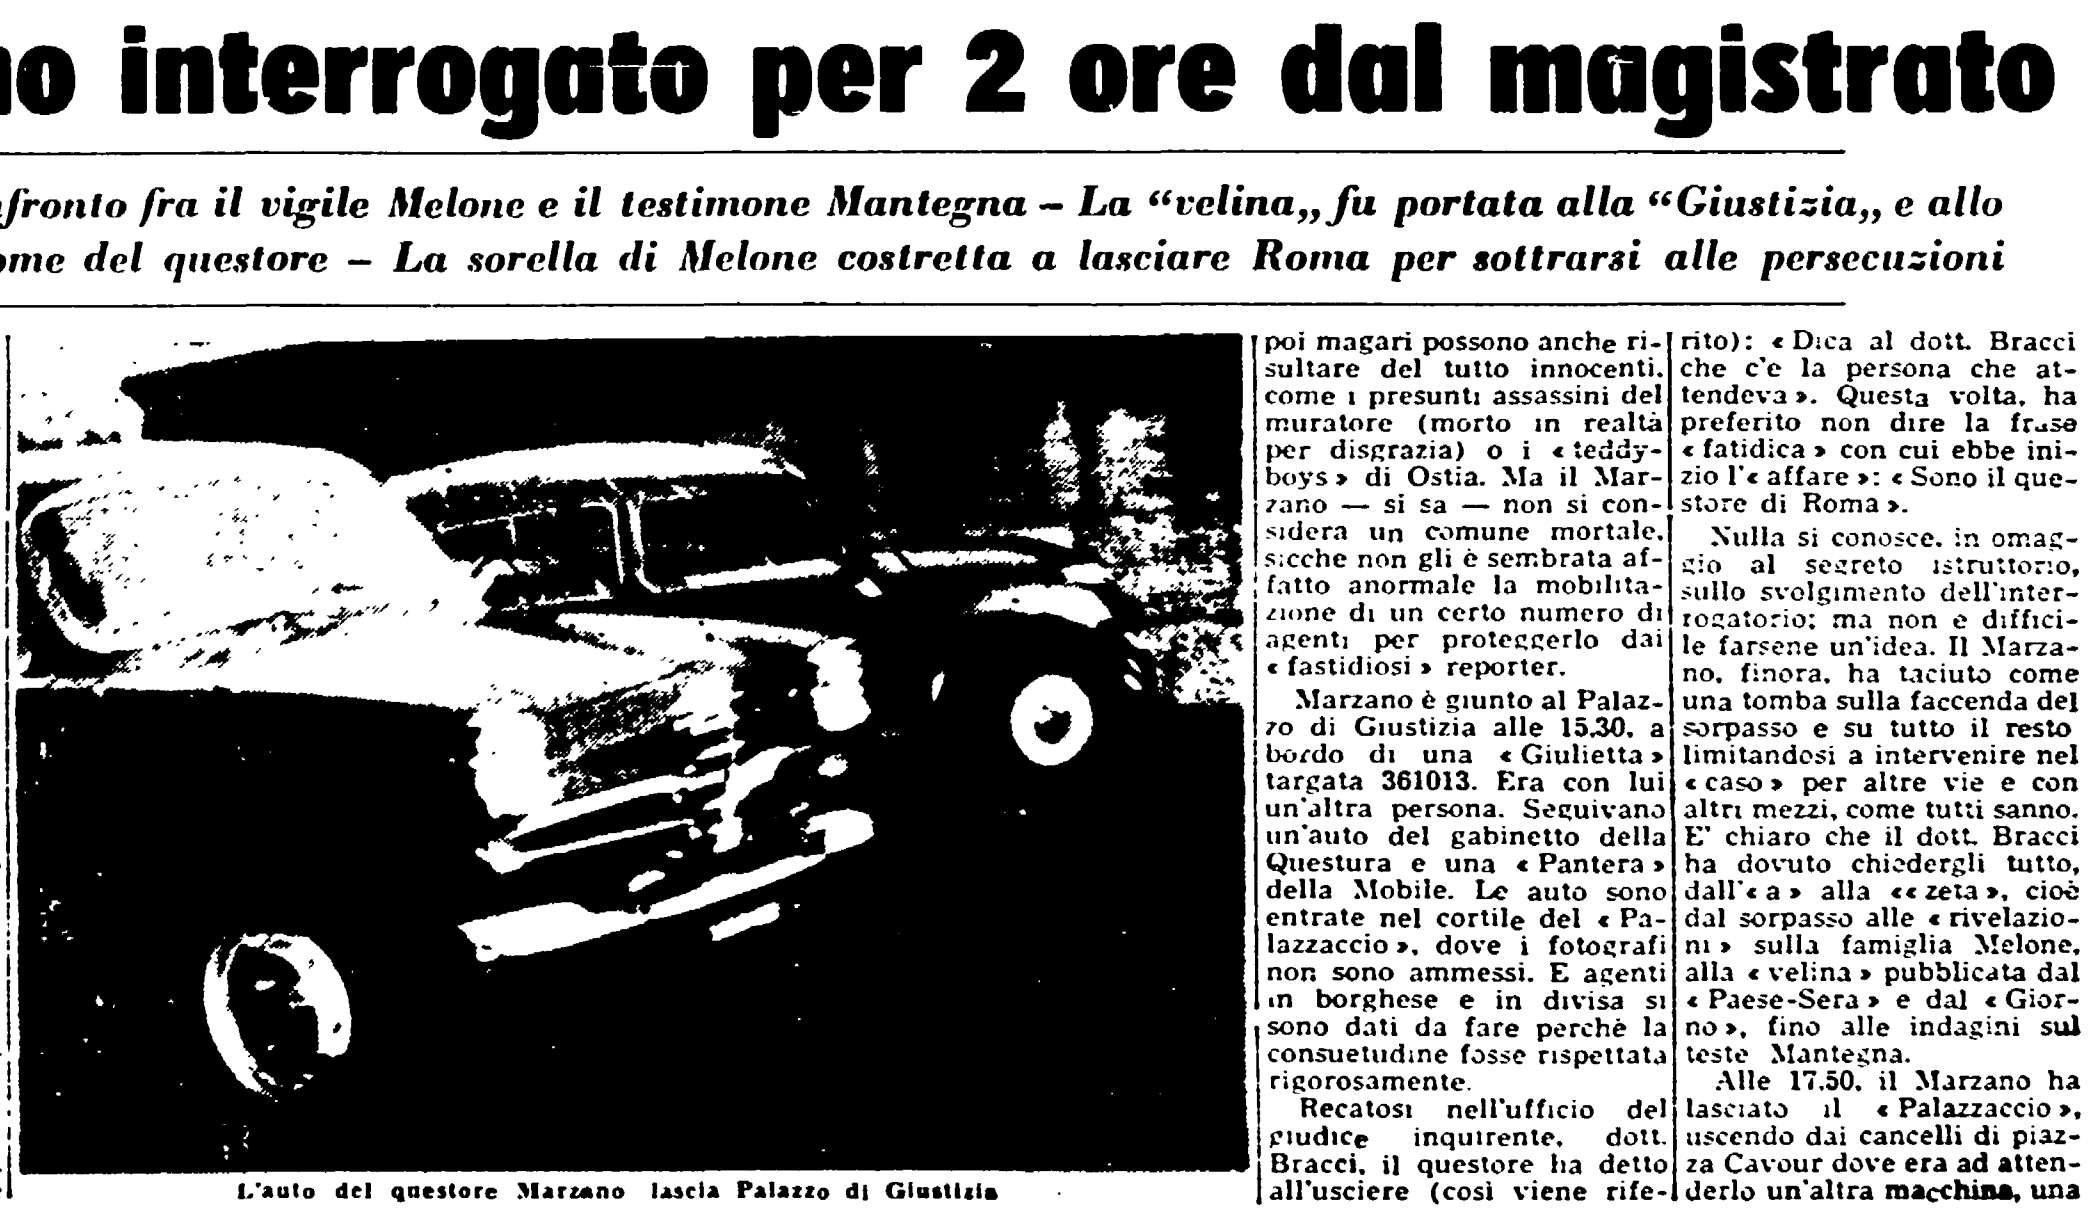 no interrogato per 2 ore dal magistrato
fronto fra il vigile Melone e il testimone Mantegna – La “velina„ fu portata alla “Giustizia„ e allo
ome del questore – La sorella di Melone costretta a lasciare Roma per sottrarsi alle persecuzioni
L'auto del questore Marzano lascia Palazzo di Giustizia
poi magari possono anche ri-
sultare del tutto innocenti,
come i presunti assassini del
muratore (morto in realtà
per disgrazia) o i « teddy-
boys » di Ostia. Ma il Mar-
zano — si sa — non si con-
sidera un comune mortale,
sicche non gli è sembrata af-
fatto anormale la mobilita-
zione di un certo numero di
agenti per proteggerlo dai
« fastidiosi » reporter.
Marzano è giunto al Palaz-
zo di Giustizia alle 15.30, a
bordo di una « Giulietta »
targata 361013. Era con lui
un'altra persona. Seguivano
un'auto del gabinetto della
Questura e una « Pantera »
della Mobile. Le auto sono
entrate nel cortile del « Pa-
lazzaccio », dove i fotografi
non sono ammessi. E agenti
in borghese e in divisa si
sono dati da fare perchè la
consuetudine fosse rispettata
rigorosamente.
Recatosi nell'ufficio del
giudice inquirente, dott.
Bracci, il questore ha detto
all'usciere (così viene rife-
rito): « Dica al dott. Bracci
che c'e la persona che at-
tendeva ». Questa volta, ha
preferito non dire la frase
« fatidica » con cui ebbe ini-
zio l'« affare »: « Sono il que-
store di Roma ».
Nulla si conosce, in omag-
gio al segreto istruttorio,
sullo svolgimento dell'inter-
rogatorio; ma non e diffici-
le farsene un'idea. Il Marza-
no, finora, ha taciuto come
una tomba sulla faccenda del
sorpasso e su tutto il resto
limitandosi a intervenire nel
« caso » per altre vie e con
altri mezzi, come tutti sanno.
E' chiaro che il dott. Bracci
ha dovuto chiedergli tutto,
dall'« a » alla «« zeta », cioè
dal sorpasso alle « rivelazio-
ni » sulla famiglia Melone,
alla « velina » pubblicata dal
« Paese-Sera » e dal « Gior-
no », fino alle indagini sul
teste Mantegna.
Alle 17.50, il Marzano ha
lasciato il « Palazzaccio »,
uscendo dai cancelli di piaz-
za Cavour dove era ad atten-
derlo un'altra macchina, una